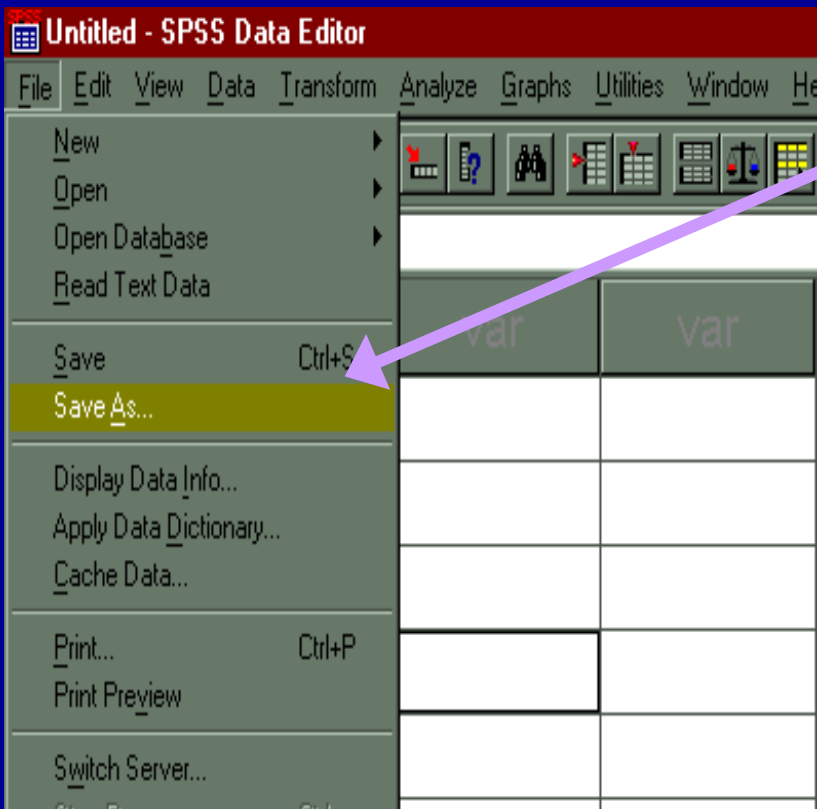 SPSS
Untitled - SPSS Data Editor
File Edit View Data Transform Analyze Graphs Utilities Window He
New
Open
Open Database
Read Text Data
var var
Save Ctrl+S
Save As...
Display Data Info...
Apply Data Dictionary...
Cache Data...
Print... Ctrl+P
Print Preview
Switch Server...